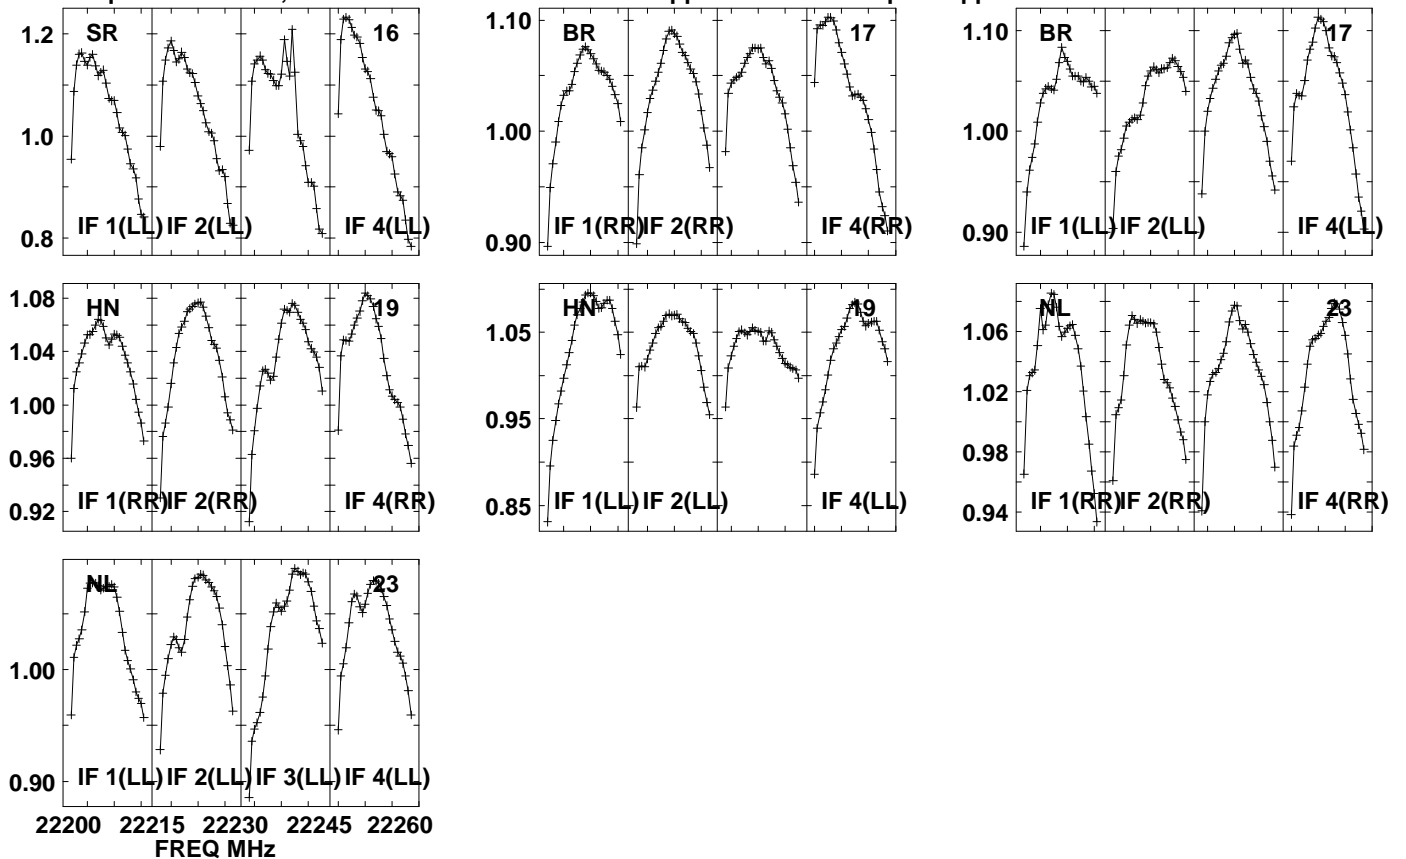 SR 16
1.2
1.0
0.8
IF 1(LL) IF 2(LL) IF 4(LL)
BR 17
1.10
1.00
0.90
IF 1(RR) IF 2(RR) IF 4(RR)
BR 17
1.10
1.00
0.90
IF 1(LL) IF 2(LL) IF 4(LL)
HN 19
1.08
1.04
1.00
0.96
0.92
IF 1(RR) IF 2(RR) IF 4(RR)
HN 19
1.05
0.95
0.85
IF 1(LL) IF 2(LL) IF 4(LL)
NL 23
1.06
1.02
0.98
0.94
IF 1(RR) IF 2(RR) IF 4(RR)
NL 23
1.00
0.90
IF 1(LL) IF 2(LL) IF 3(LL) IF 4(LL)
22200 22215 22230 22245 22260
FREQ MHz